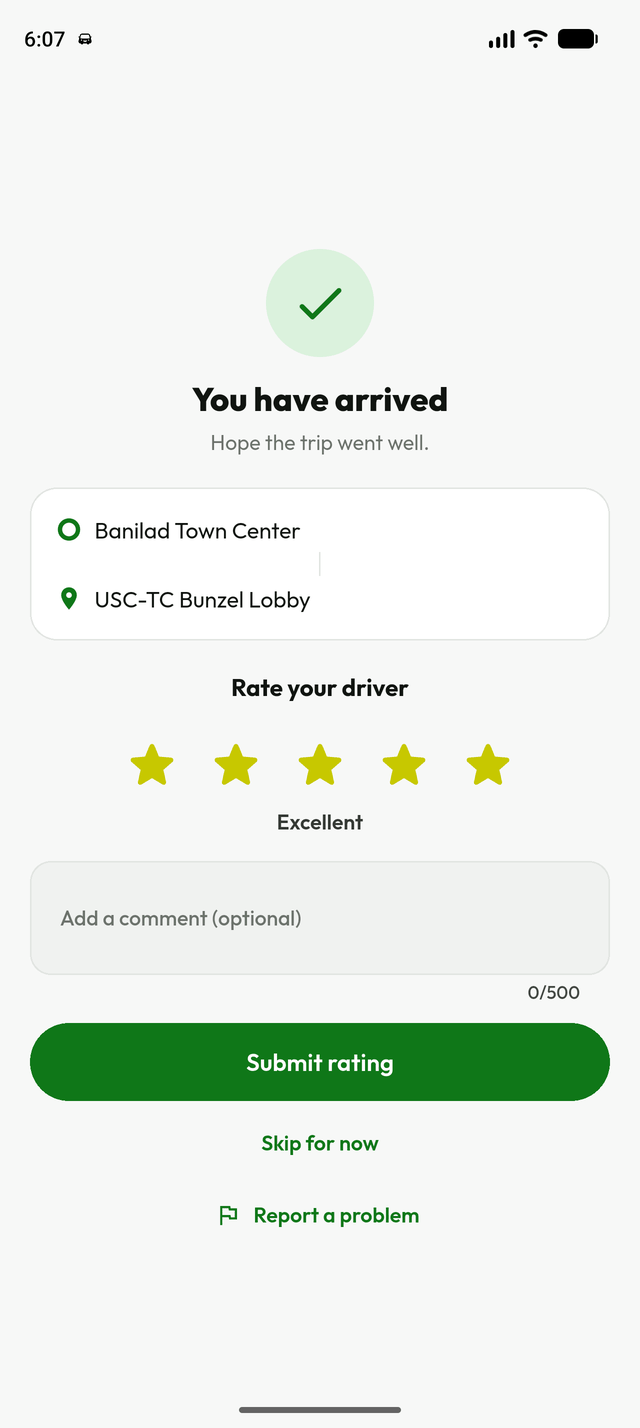 6:07
You have arrived
Hope the trip went well.
Banilad Town Center
USC-TC Bunzel Lobby
Rate your driver
Excellent
Add a comment (optional)
0/500
Submit rating
Skip for now
Report a problem